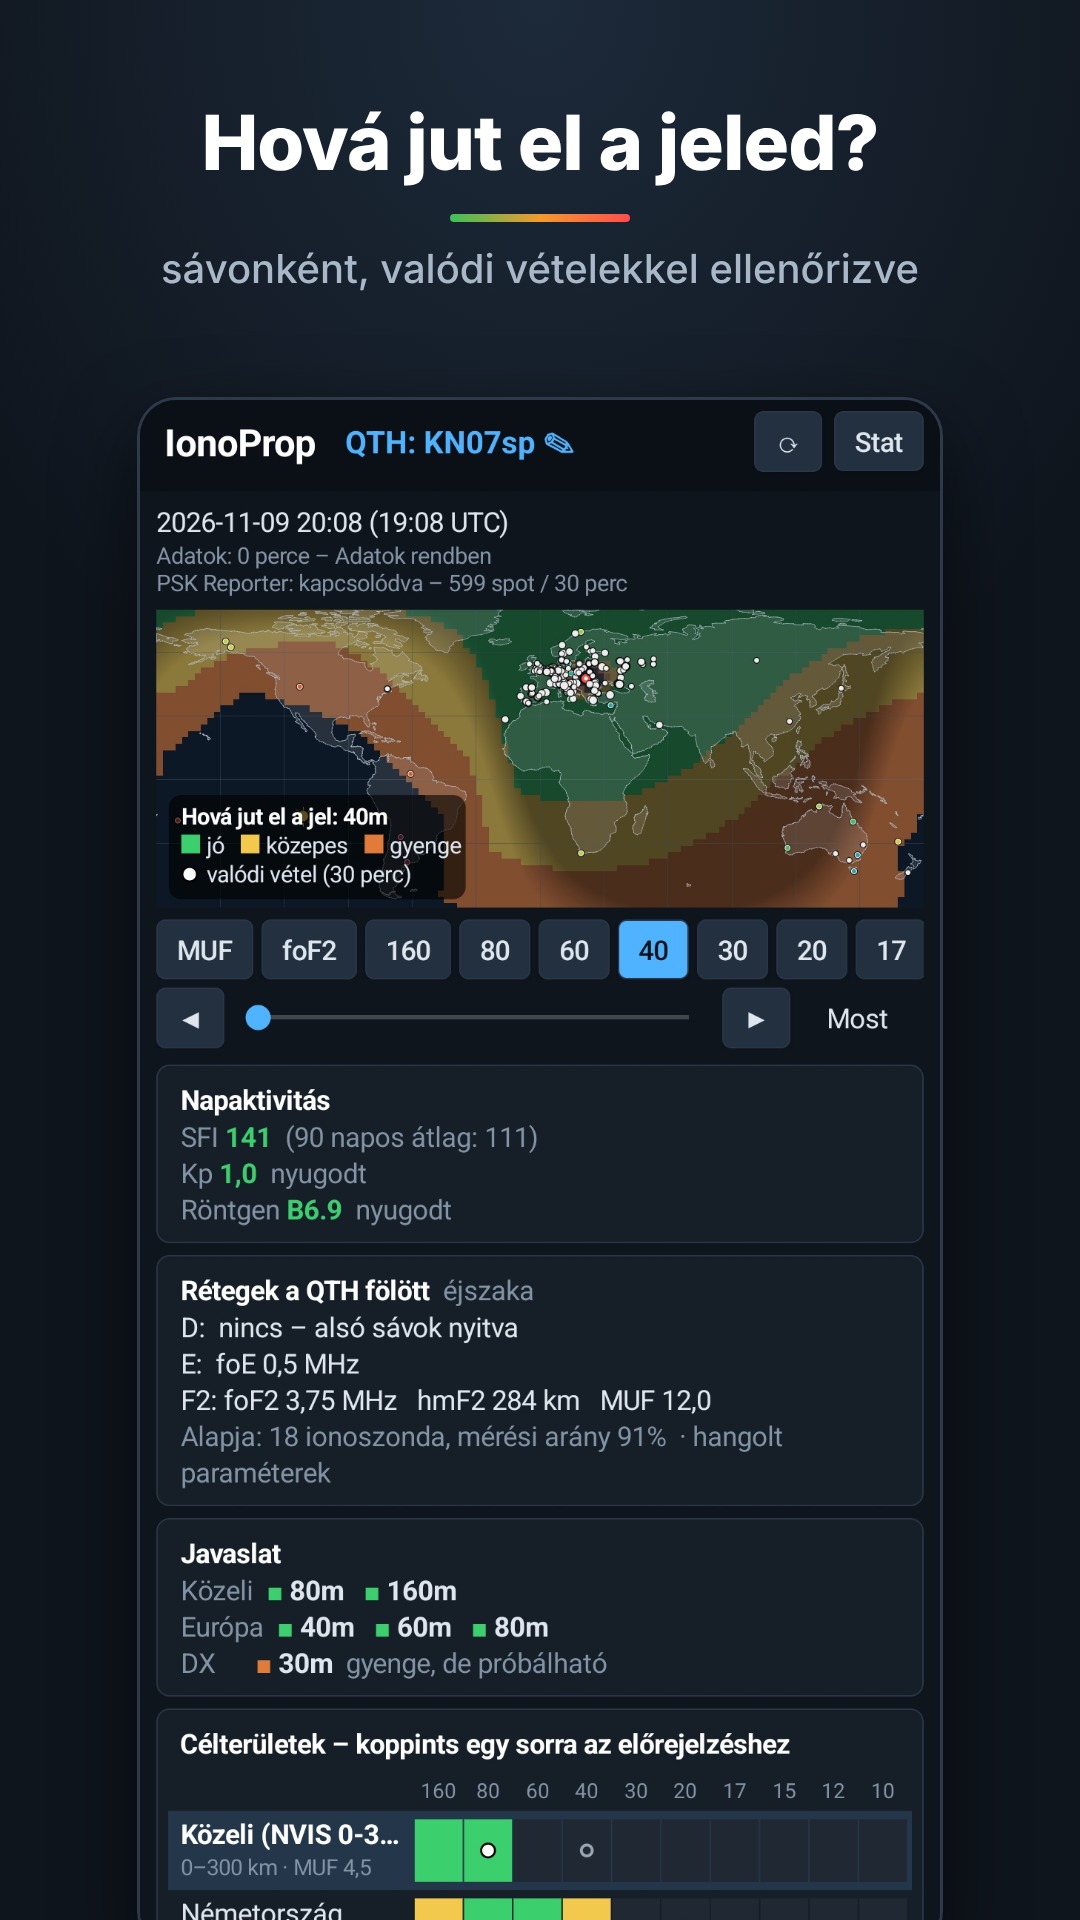 Hová jut el a jeled?
sávonként, valódi vételekkel ellenőrizve
IonoProp QTH: KN07sp ✎ ⟳ Stat
2026-11-09 20:08 (19:08 UTC)
Adatok: 0 perce – Adatok rendben
PSK Reporter: kapcsolódva – 599 spot / 30 perc
Hová jut el a jel: 40m
jó közepes gyenge
valódi vétel (30 perc)
MUF foF2 160 80 60 40 30 20 17
◀ ▶ Most
Napaktivitás
SFI 141 (90 napos átlag: 111)
Kp 1,0 nyugodt
Röntgen B6.9 nyugodt
Rétegek a QTH fölött éjszaka
D: nincs – alsó sávok nyitva
E: foE 0,5 MHz
F2: foF2 3,75 MHz hmF2 284 km MUF 12,0
Alapja: 18 ionoszonda, mérési arány 91% · hangolt
paraméterek
Javaslat
Közeli 80m 160m
Európa 40m 60m 80m
DX 30m gyenge, de próbálható
Célterületek – koppints egy sorra az előrejelzéshez
160 80 60 40 30 20 17 15 12 10
Közeli (NVIS 0-3...
0–300 km · MUF 4,5
Németország